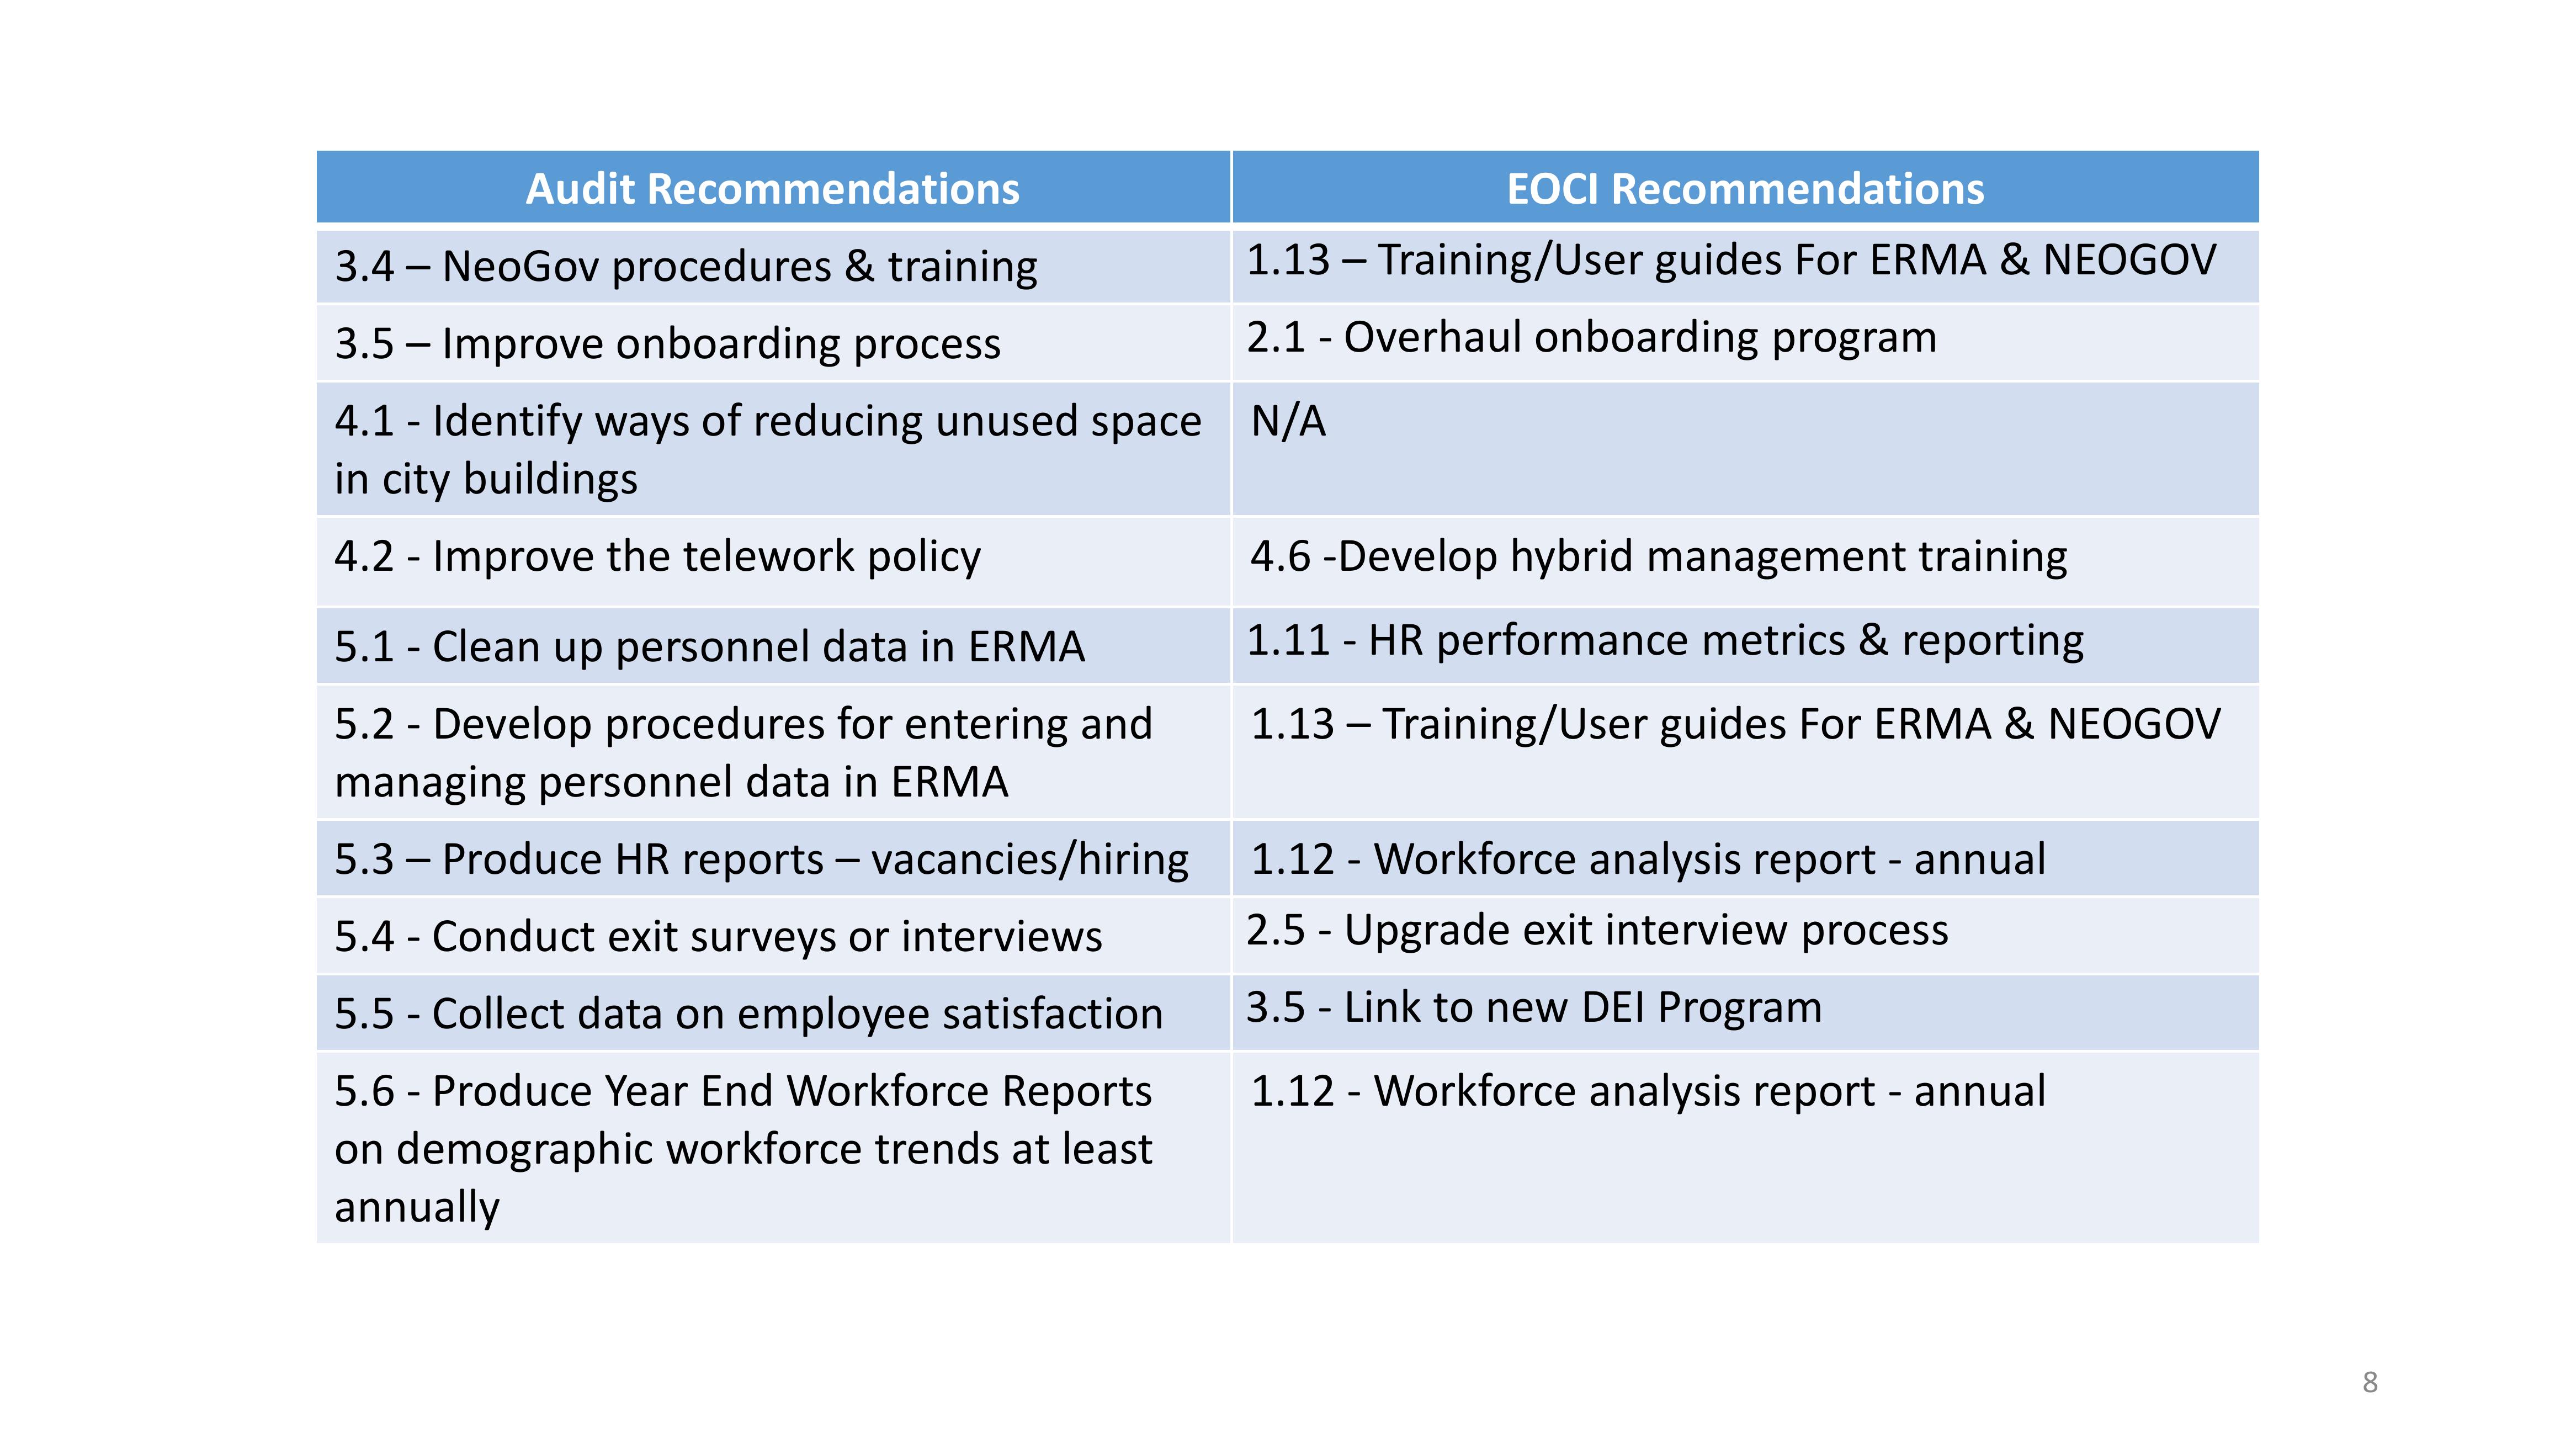 Audit Recommendations
EOCI Recommendations
3.4 – NeoGov procedures & training
1.13 – Training/User guides For ERMA & NEOGOV
3.5 – Improve onboarding process
2.1 - Overhaul onboarding program
4.1 - Identify ways of reducing unused space
in city buildings
N/A
4.2 - Improve the telework policy
4.6 -Develop hybrid management training
5.1 - Clean up personnel data in ERMA
1.11 - HR performance metrics & reporting
5.2 - Develop procedures for entering and
managing personnel data in ERMA
1.13 – Training/User guides For ERMA & NEOGOV
5.3 – Produce HR reports – vacancies/hiring
1.12 - Workforce analysis report - annual
5.4 - Conduct exit surveys or interviews
2.5 - Upgrade exit interview process
5.5 - Collect data on employee satisfaction
3.5 - Link to new DEI Program
5.6 - Produce Year End Workforce Reports
on demographic workforce trends at least
annually
1.12 - Workforce analysis report - annual
8